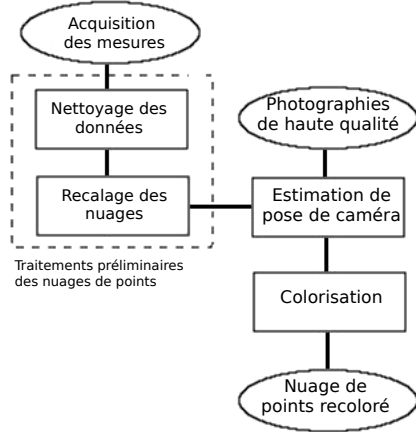 Acquisition
des mesures
Nettoyage des
données
Recalage des
nuages
Traitements préliminaires
des nuages de points
Photographies
de haute qualité
Estimation de
pose de caméra
Colorisation
Nuage de
points recoloré